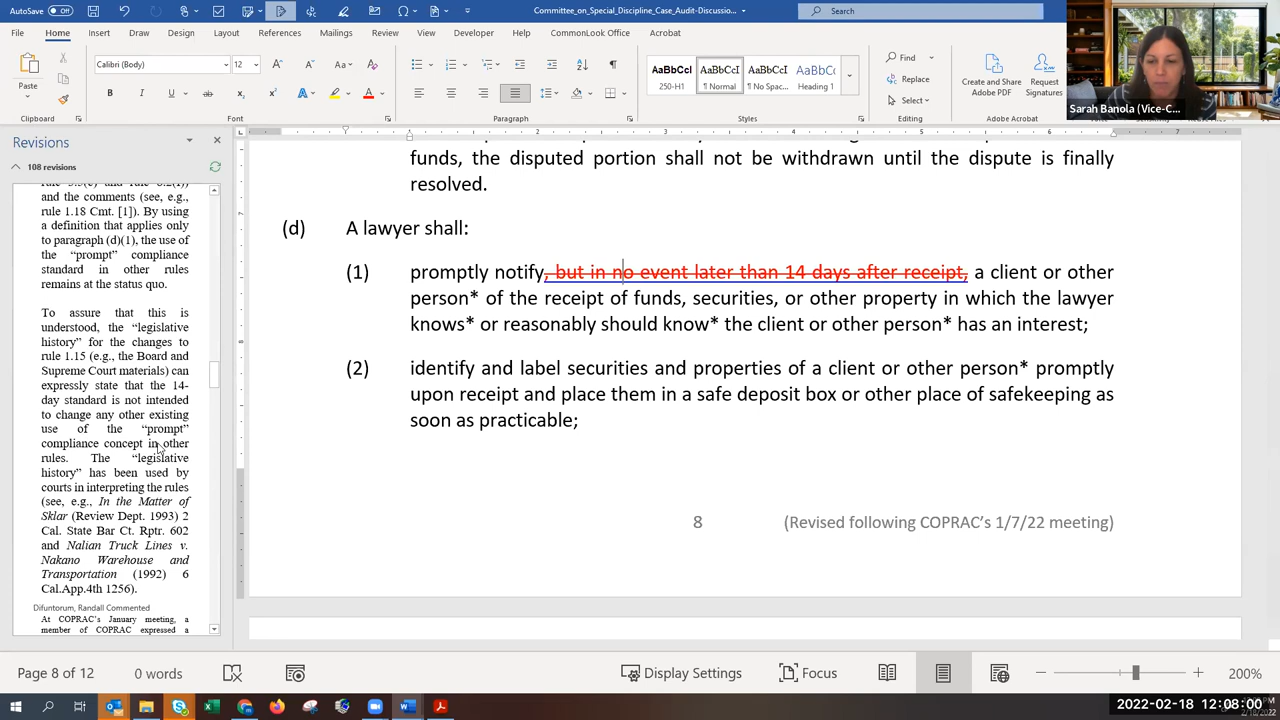 AutoSave Off
Committee_on_Special_Discipline_Case_Audit-Discussio...
Search
File Home Insert Draw Design Layout References Mailings Review View Developer Help CommonLook Office Acrobat
Paste
Clipboard
Calibri (Body) 12
Font
Paragraph
AaBbCcI AaBbCcI AaBbCcI AaBbCcI
250-H1 ¶ Normal ¶ No Spac... Heading 1
Styles
Find
Replace
Select
Editing
Create and Share Adobe PDF
Request Signatures
Adobe Acrobat
Sarah Banola (Vice-C...
Revisions
108 revisions
and the comments (see, e.g.,
rule 1.18 Cmt. [1]). By using
a definition that applies only
to paragraph (d)(1), the use of
the “prompt” compliance
standard in other rules
remains at the status quo.
To assure that this is
understood, the “legislative
history” for the changes to
rule 1.15 (e.g., the Board and
Supreme Court materials) can
expressly state that the 14-
day standard is not intended
to change any other existing
use of the “prompt”
compliance concept in other
rules. The “legislative
history” has been used by
courts in interpreting the rules
(see, e.g., In the Matter of
Sklar (Review Dept. 1993) 2
Cal. State Bar Ct. Rptr. 602
and Nalian Truck Lines v.
Nakano Warehouse and
Transportation (1992) 6
Cal.App.4th 1256).
Difuntorum, Randall Commented
At COPRAC's January meeting, a
member of COPRAC expressed a
funds, the disputed portion shall not be withdrawn until the dispute is finally
resolved.
(d) A lawyer shall:
(1) promptly notify, but in no event later than 14 days after receipt, a client or other
person* of the receipt of funds, securities, or other property in which the lawyer
knows* or reasonably should know* the client or other person* has an interest;
(2) identify and label securities and properties of a client or other person* promptly
upon receipt and place them in a safe deposit box or other place of safekeeping as
soon as practicable;
8 (Revised following COPRAC’s 1/7/22 meeting)
Page 8 of 12 0 words Display Settings Focus 200%
2022-02-18 12:08:00